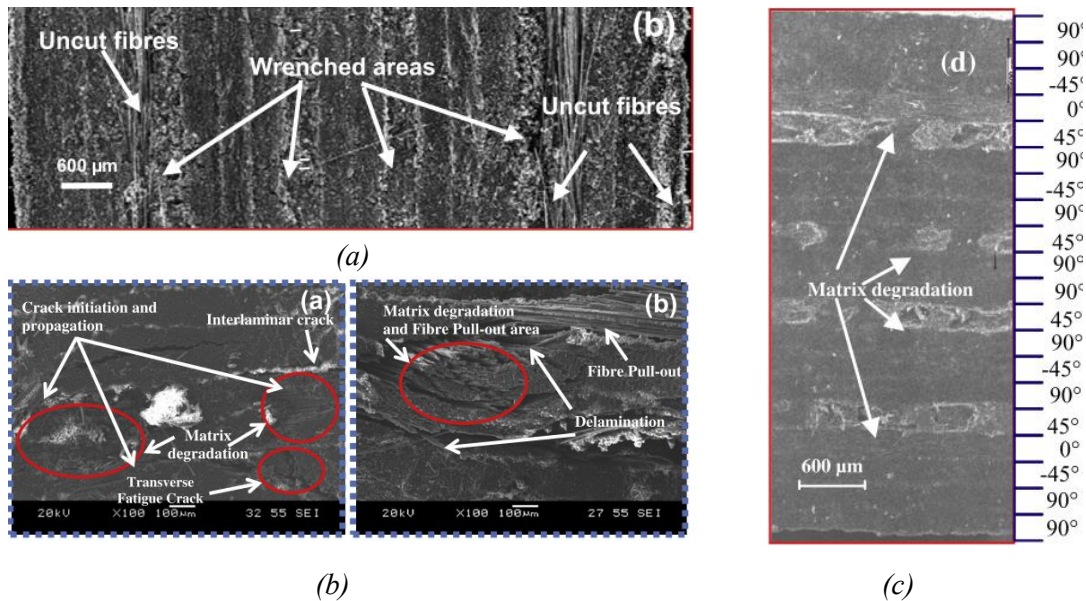 (b)
Uncut fibres
Wrenched areas
Uncut fibres
600 µm
(a)
(a)
Crack initiation and
propagation
Interlaminar crack
Matrix
degradation
Transverse
Fatigue Crack
20kV X100 100µm 32 55 SEI
(b)
Matrix degradation
and Fibre Pull-out area
Fibre Pull-out
Delamination
20kV X100 100µm 27 55 SEI
(b)
(d)
Matrix degradation
600 µm
90°
90°
-45°
0°
45°
90°
-45°
90°
45°
90°
90°
45°
90°
-45°
90°
45°
0°
-45°
90°
90°
(c)